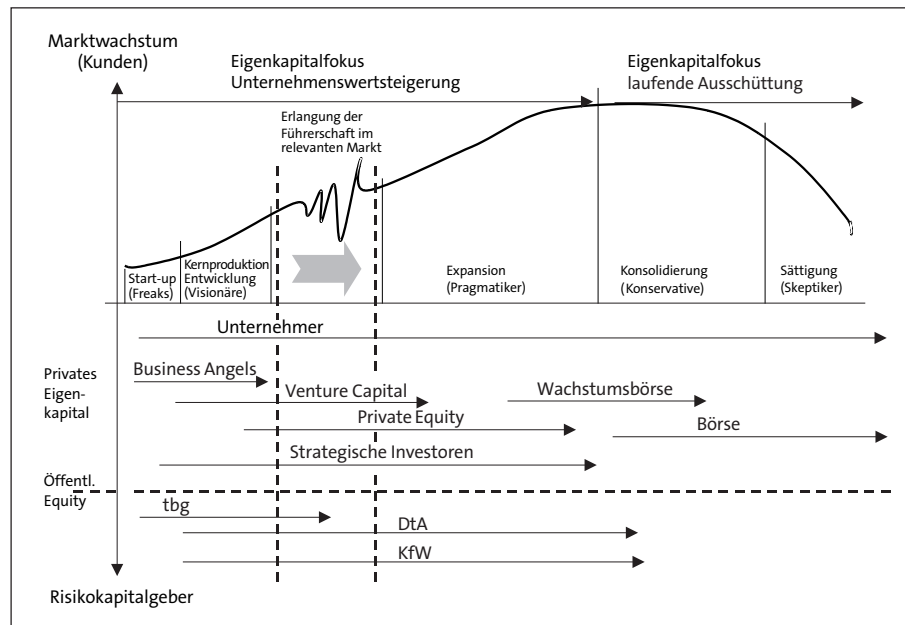 Marktwachstum
(Kunden)
Eigenkapitalfokus
Unternehmenswertsteigerung
Eigenkapitalfokus
laufende Ausschüttung
Erlangung der
Führerschaft im
relevanten Markt
Start-up
(Freaks)
Kernproduktion
Entwicklung
(Visionäre)
Expansion
(Pragmatiker)
Konsolidierung
(Konservative)
Sättigung
(Skeptiker)
Unternehmer
Privates
Eigen-
kapital
Business Angels
Venture Capital
Wachstumsbörse
Private Equity
Börse
Strategische Investoren
Öffentl.
Equity
tbg
DtA
KfW
Risikokapitalgeber